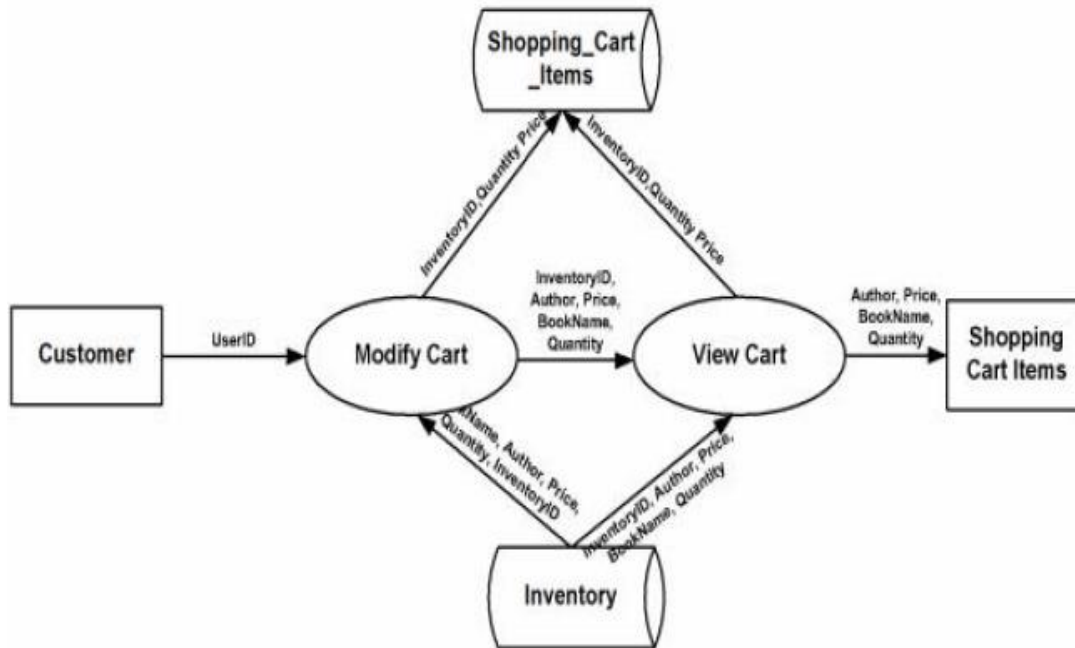 Shopping_Cart
_Items
InventoryID,Quantity Price
InventoryID,Quantity Price
InventoryID,
Author, Price,
BookName,
Quantity
Author, Price,
BookName,
Quantity
Customer
UserID
Modify Cart
View Cart
Shopping
Cart Items
Name, Author, Price,
Quantity, InventoryID
InventoryID, Author, Price,
BookName, Quantity
Inventory